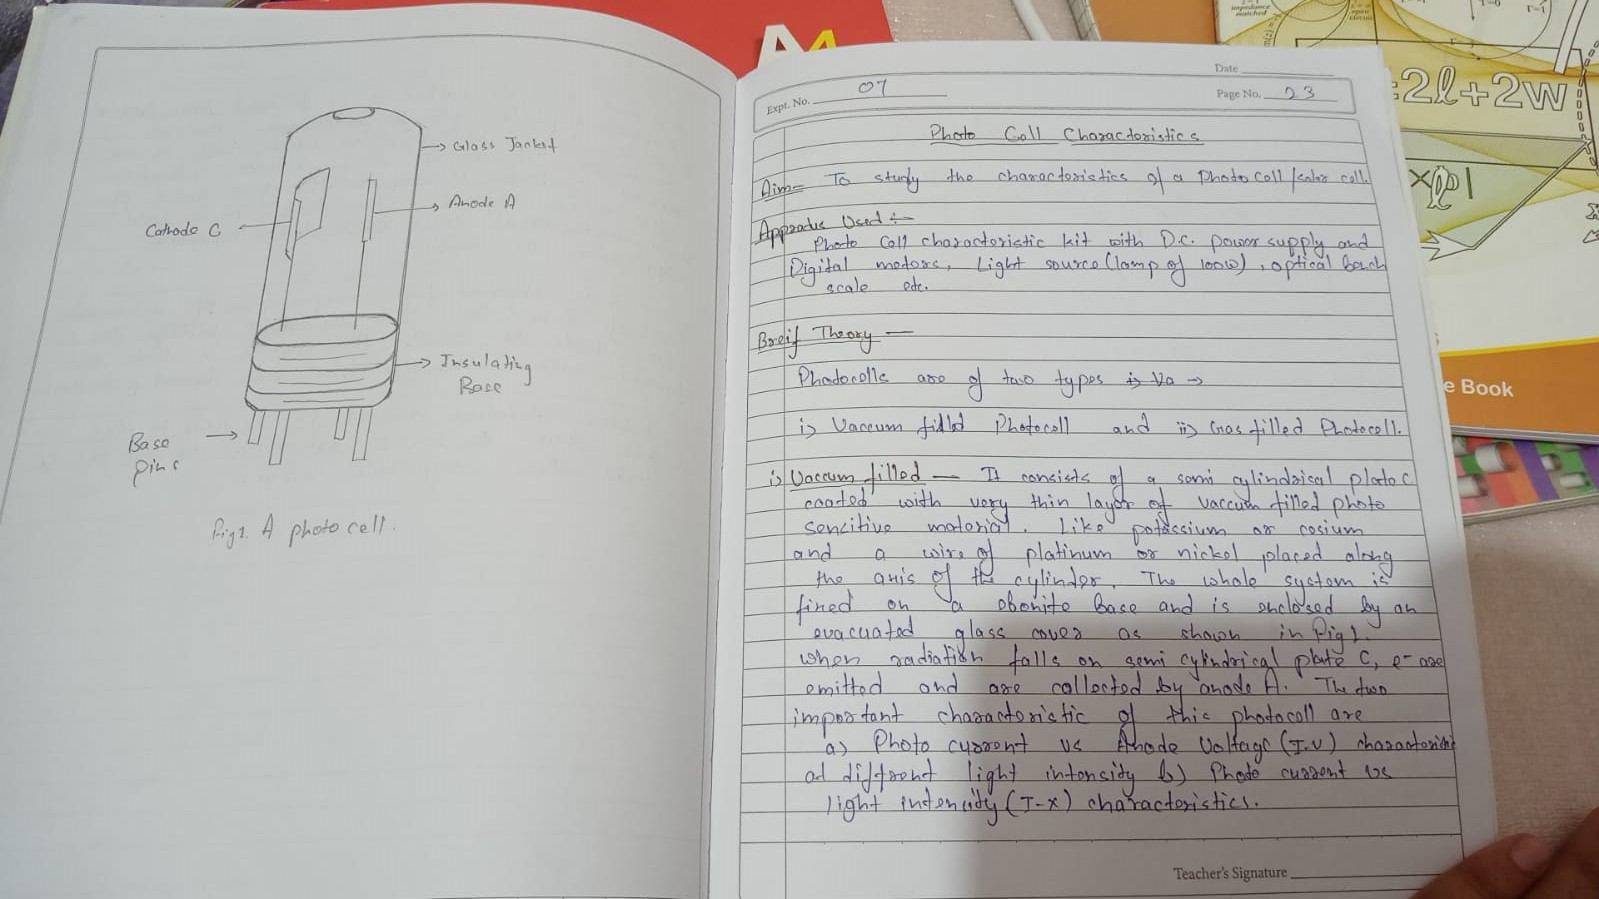 Glass Jacket
Anode A
Cathode C
Insulating
Base
Base
Pins
Fig 1. A photo cell.
Expt. No. 07
Date
Page No. 23
Photo Cell Characteristics
Aim - To study the characteristics of a Photo Cell / solar cell.
Appradus Used :-
Photo Cell characteristic kit with D.C. power supply and
Digital meters, Light source (lamp of 100W), optical bench
scale etc.
Breif Theory -
Photocells are of two types
i> Vaccum filled Photocell and ii> Gas filled Photocell.
i> Vaccum filled - It consists of a semi cylindrical plate C
coated with very thin layer of vaccum filled photo
sencitive material. Like potassium or cesium
and a wire of platinum or nickel placed along
the axis of the cylinder. The whole system is
fixed on a ebonite Base and is enclosed by an
evacuated glass cover as shown in Fig 1.
when radiation falls on semi cylindrical plate C, e- are
emitted and are collected by anode A. The two
important characteristic of this photocell are
a) Photo current vs Anode Voltage (I-V)
at different light intensity b) Photo current vs
light intencity (I-x) characteristics.
Teacher's Signature
=2l+2w
e Book
impedance
matched